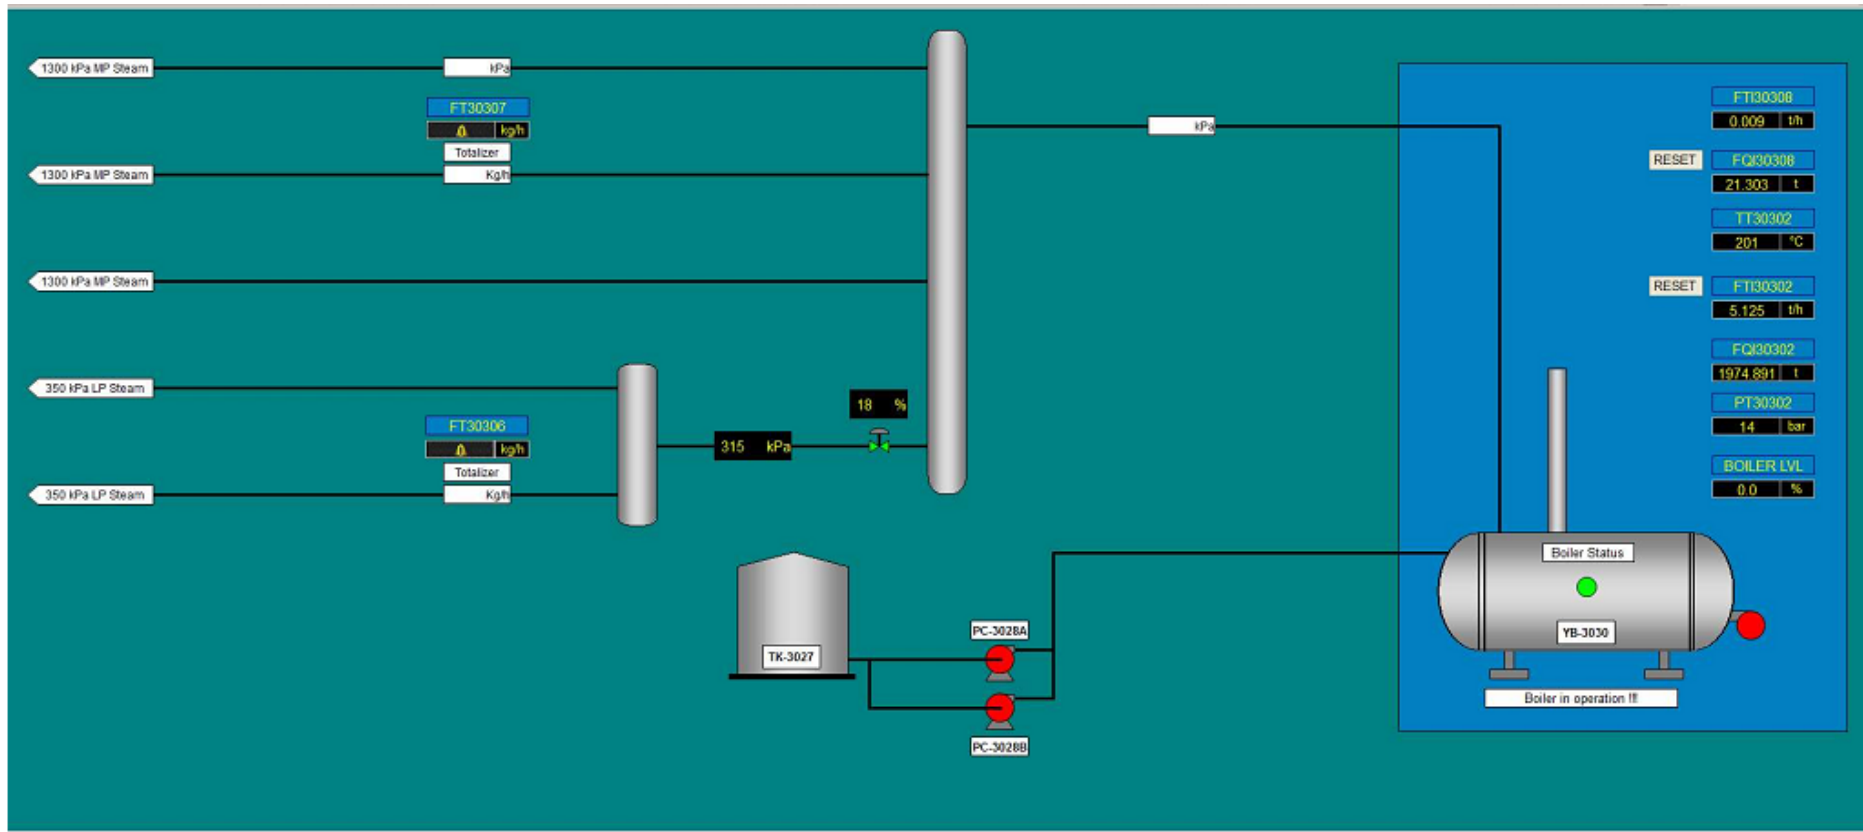 1300 kPa MP Steam
kPa
FT30307
kg/h
Totalizer
1300 kPa MP Steam
Kg/h
1300 kPa MP Steam
350 kPa LP Steam
FT30306
kg/h
Totalizer
350 kPa LP Steam
Kg/h
315 kPa
18 %
kPa
TK-3027
PC-3028A
PC-3028B
FTI30308
0.009 t/h
RESET FQI30308
21.303 t
TT30302
201 °C
RESET FTI30302
5.125 t/h
FQI30302
1974.891 t
PT30302
14 bar
BOILER LVL
0.0 %
Boiler Status
YB-3030
Boiler in operation !!!